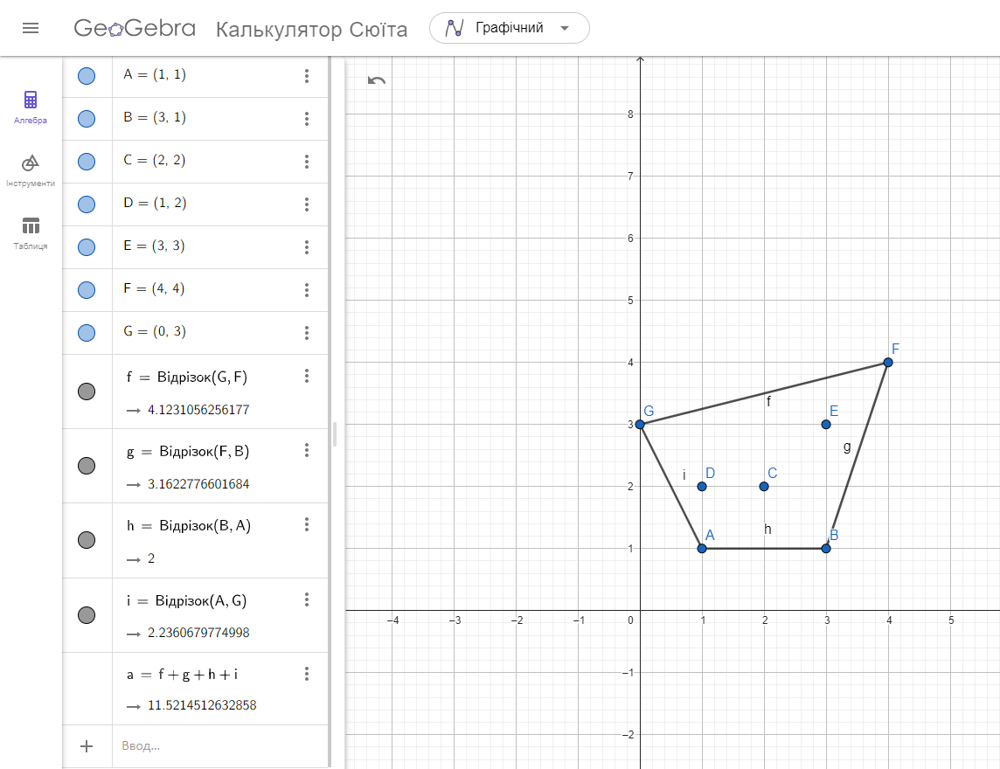 GeoGebra Калькулятор Сюїта Графічний
Алгебра
Інструменти
Таблиця
A = (1, 1)
B = (3, 1)
C = (2, 2)
D = (1, 2)
E = (3, 3)
F = (4, 4)
G = (0, 3)
f = Відрізок(G, F)
→ 4.1231056256177
g = Відрізок(F, B)
→ 3.1622776601684
h = Відрізок(B, A)
→ 2
i = Відрізок(A, G)
→ 2.2360679774998
a = f + g + h + i
→ 11.5214512632858
+ Ввод...
8
7
6
5
4 F
f
G E
3
g
i D C
2
h
A B
1
–4 –3 –2 –1 0 1 2 3 4 5
–1
–2